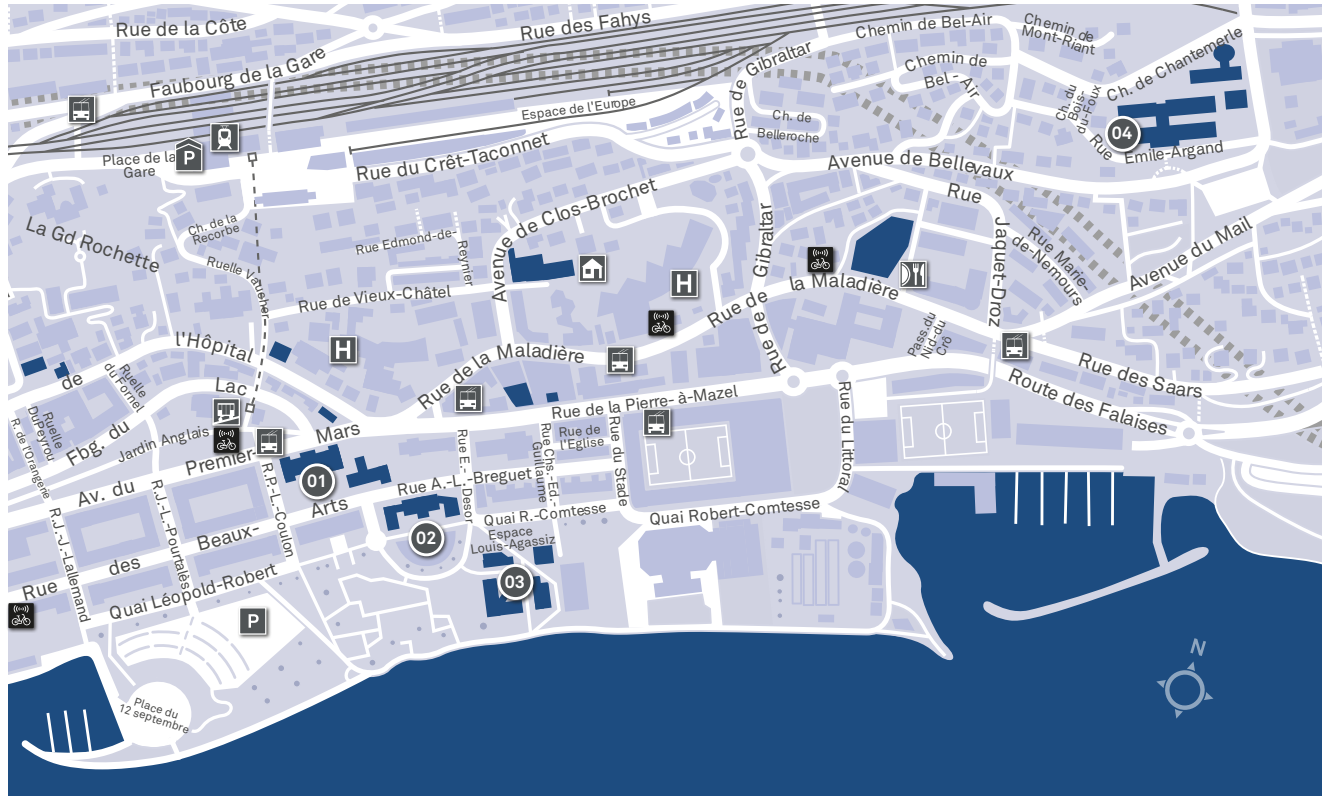 Rue de la Côte
Rue des Fahys
Chemin de Bel-Air
Chemin de
Mont-Riant
Faubourg de la Gare
Rue de
Gibraltar
Chemin de
Bel - Air
Ch. de Chantemerle
Ch. du
Bois-
du-Foux
Espace de l'Europe
Ch. de
Belleroche
04
Rue
Emile-Argand
P
Place de la
Gare
Rue du Crêt-Taconnet
Avenue de Bellevaux
Rue
Jaquet-Droz
La Gd Rochette
Ch. de la
Recorbe
Rue Edmond-de-
Reynier
Avenue de Clos-Brochet
Rue de
Gibraltar
Rue Marie-
de-Nemours
Avenue du Mail
Ruelle Vaucher
H
Rue de Vieux-Châtel
Rue de
la Maladière
Pass.du
Nid-du
Crô
de
l'Hôpital
H
Rue de la Maladière
Rue des Saars
Route des Falaises
Ruelle
du Fornel
Lac
Fbg. du
Jardin Anglais
Ruelle
DuPeyrou
R. de l'Orangerie
Rue de la Pierre- à-Mazel
Rue du Littoral
Av. du
Premier-
Mars
Rue de
l'Eglise
Rue du Stade
Rue Chs.-Ed.-
Guillaume
Rue E.-
Desor
01
Rue A.-L.-Breguet
R.J.-J.-Lallemand
R.J.-L.-Pourtalès
R.P.-L.-Coulon
Rue
des
Beaux-
Arts
02
Quai R.-Comtesse
Quai Robert-Comtesse
Espace
Louis-Agassiz
03
Quai Léopold-Robert
P
N
Place du
12 septembre